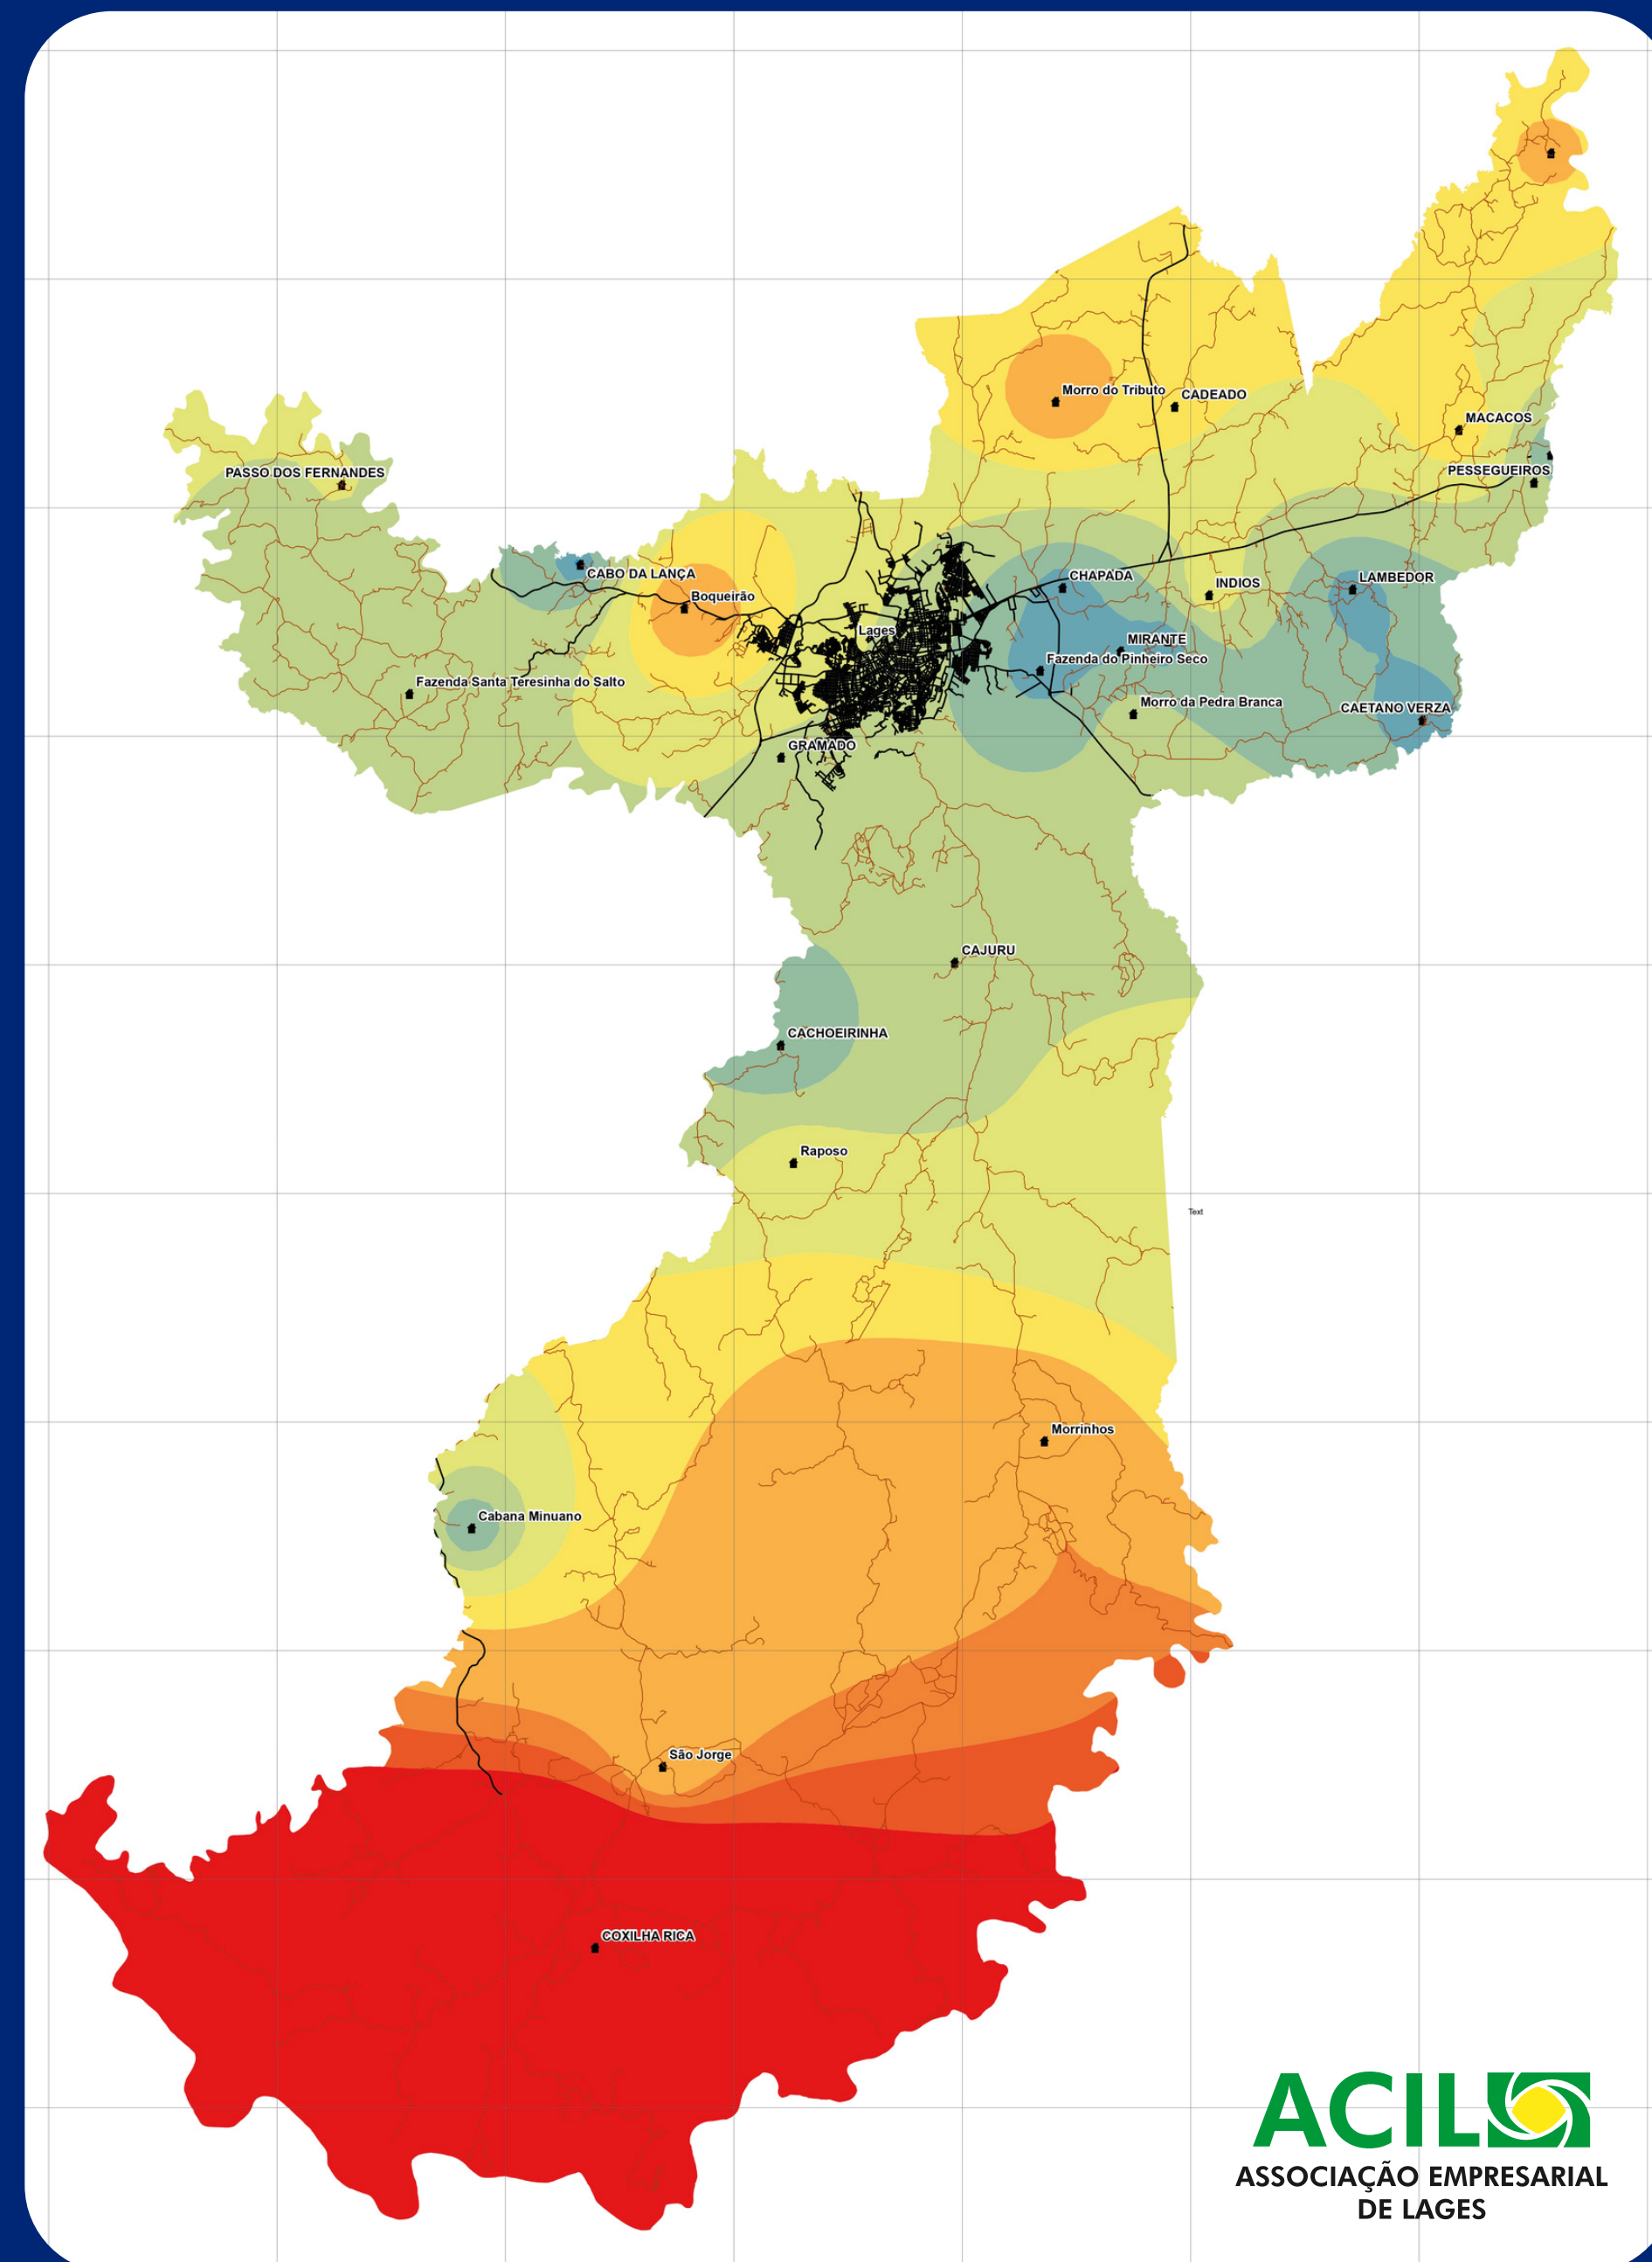 Morro do Tributo
CADEADO
MACACOS
PESSEGUEIROS
PASSO DOS FERNANDES
CABO DA LANÇA
CHAPADA
LAMBEDOR
INDIOS
Boqueirão
Lages
MIRANTE
Fazenda do Pinheiro Seco
Fazenda Santa Teresinha do Salto
Morro da Pedra Branca
CAETANO VERZA
GRAMADO
CAJURU
CACHOEIRINHA
Raposo
Text
Morrinhos
Cabana Minuano
São Jorge
COXILHA RICA
ACIL
ASSOCIAÇÃO EMPRESARIAL
DE LAGES